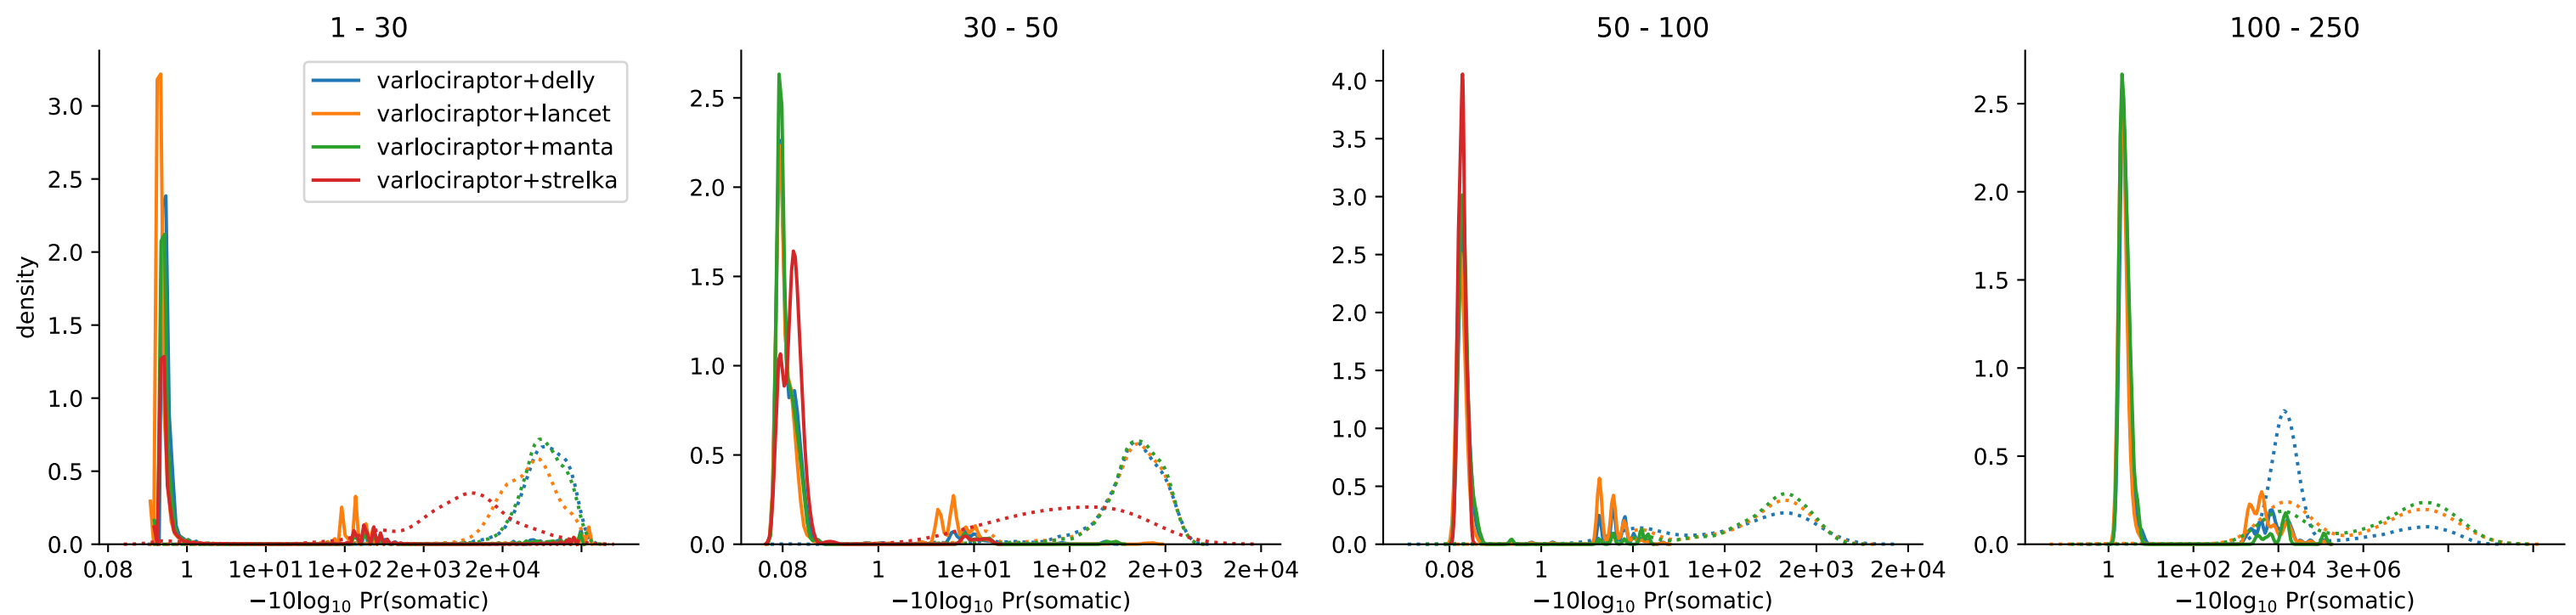 1 - 30
30 - 50
50 - 100
100 - 250
varlociraptor+delly
varlociraptor+lancet
varlociraptor+manta
varlociraptor+strelka
density
3.0
2.5
2.0
1.5
1.0
0.5
0.0
0.08 1 1e+01 1e+02 2e+03 2e+04
−10log₁₀ Pr(somatic)
2.5
2.0
1.5
1.0
0.5
0.0
0.08 1 1e+01 1e+02 2e+03 2e+04
−10log₁₀ Pr(somatic)
4.0
3.5
3.0
2.5
2.0
1.5
1.0
0.5
0.0
0.08 1 1e+01 1e+02 2e+03 2e+04
−10log₁₀ Pr(somatic)
2.5
2.0
1.5
1.0
0.5
0.0
1 1e+02 2e+04 3e+06
−10log₁₀ Pr(somatic)